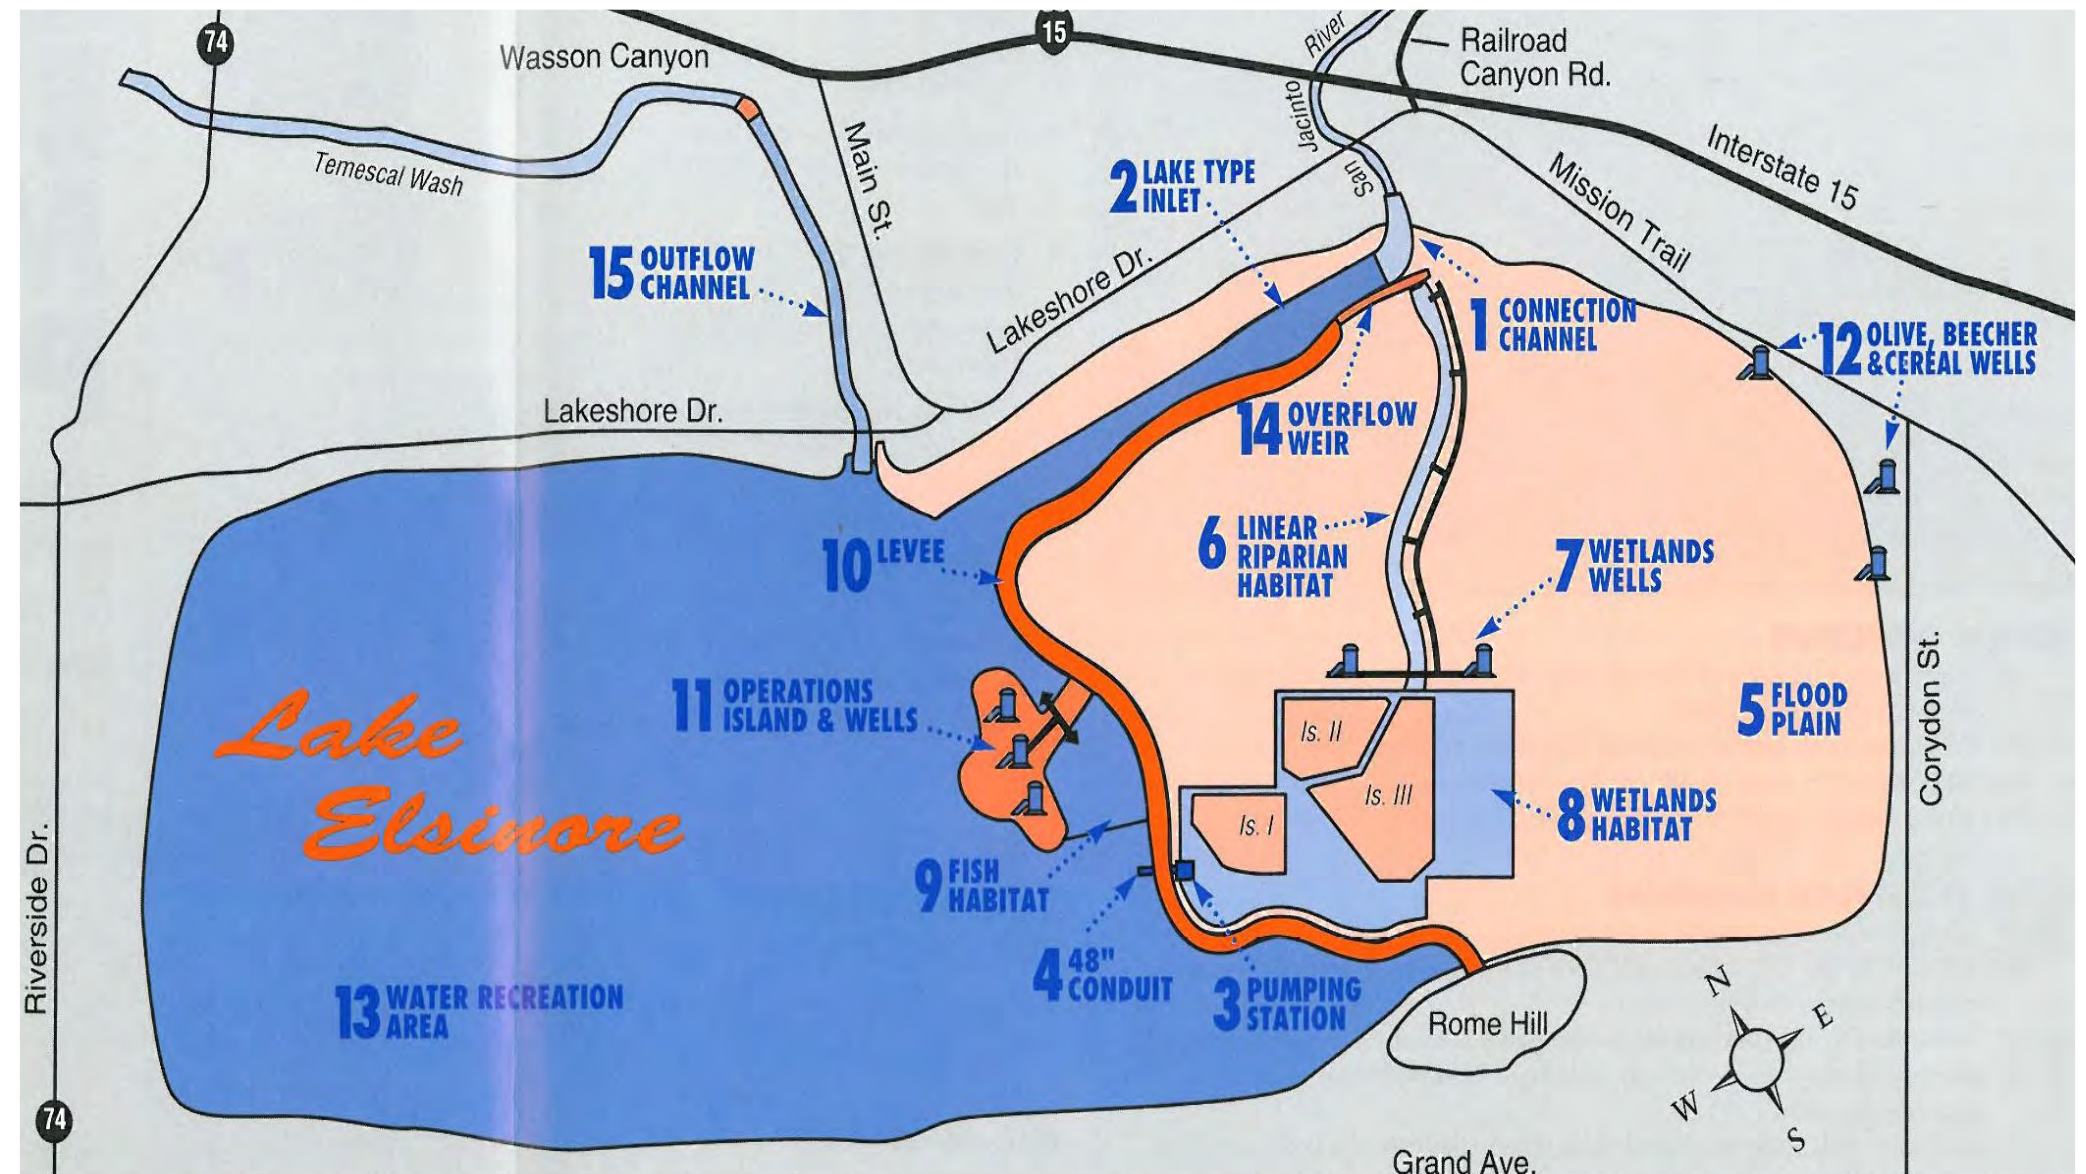 74
Wasson Canyon
15
River
Jacinto
San
Railroad
Canyon Rd.
Interstate 15
Mission Trail
Temescal Wash
Main St.
2 LAKE TYPE
INLET
15 OUTFLOW
CHANNEL
Lakeshore Dr.
1 CONNECTION
CHANNEL
12 OLIVE, BEECHER
&CEREAL WELLS
Lakeshore Dr.
14 OVERFLOW
WEIR
10 LEVEE
6 LINEAR
RIPARIAN
HABITAT
7 WETLANDS
WELLS
11 OPERATIONS
ISLAND & WELLS
5 FLOOD
PLAIN
Corydon St.
Lake
Elsinore
Is. II
Is. III
Is. I
8 WETLANDS
HABITAT
9 FISH
HABITAT
Riverside Dr.
4 48"
CONDUIT
3 PUMPING
STATION
13 WATER RECREATION
AREA
Rome Hill
N
E
W
S
74
Grand Ave.